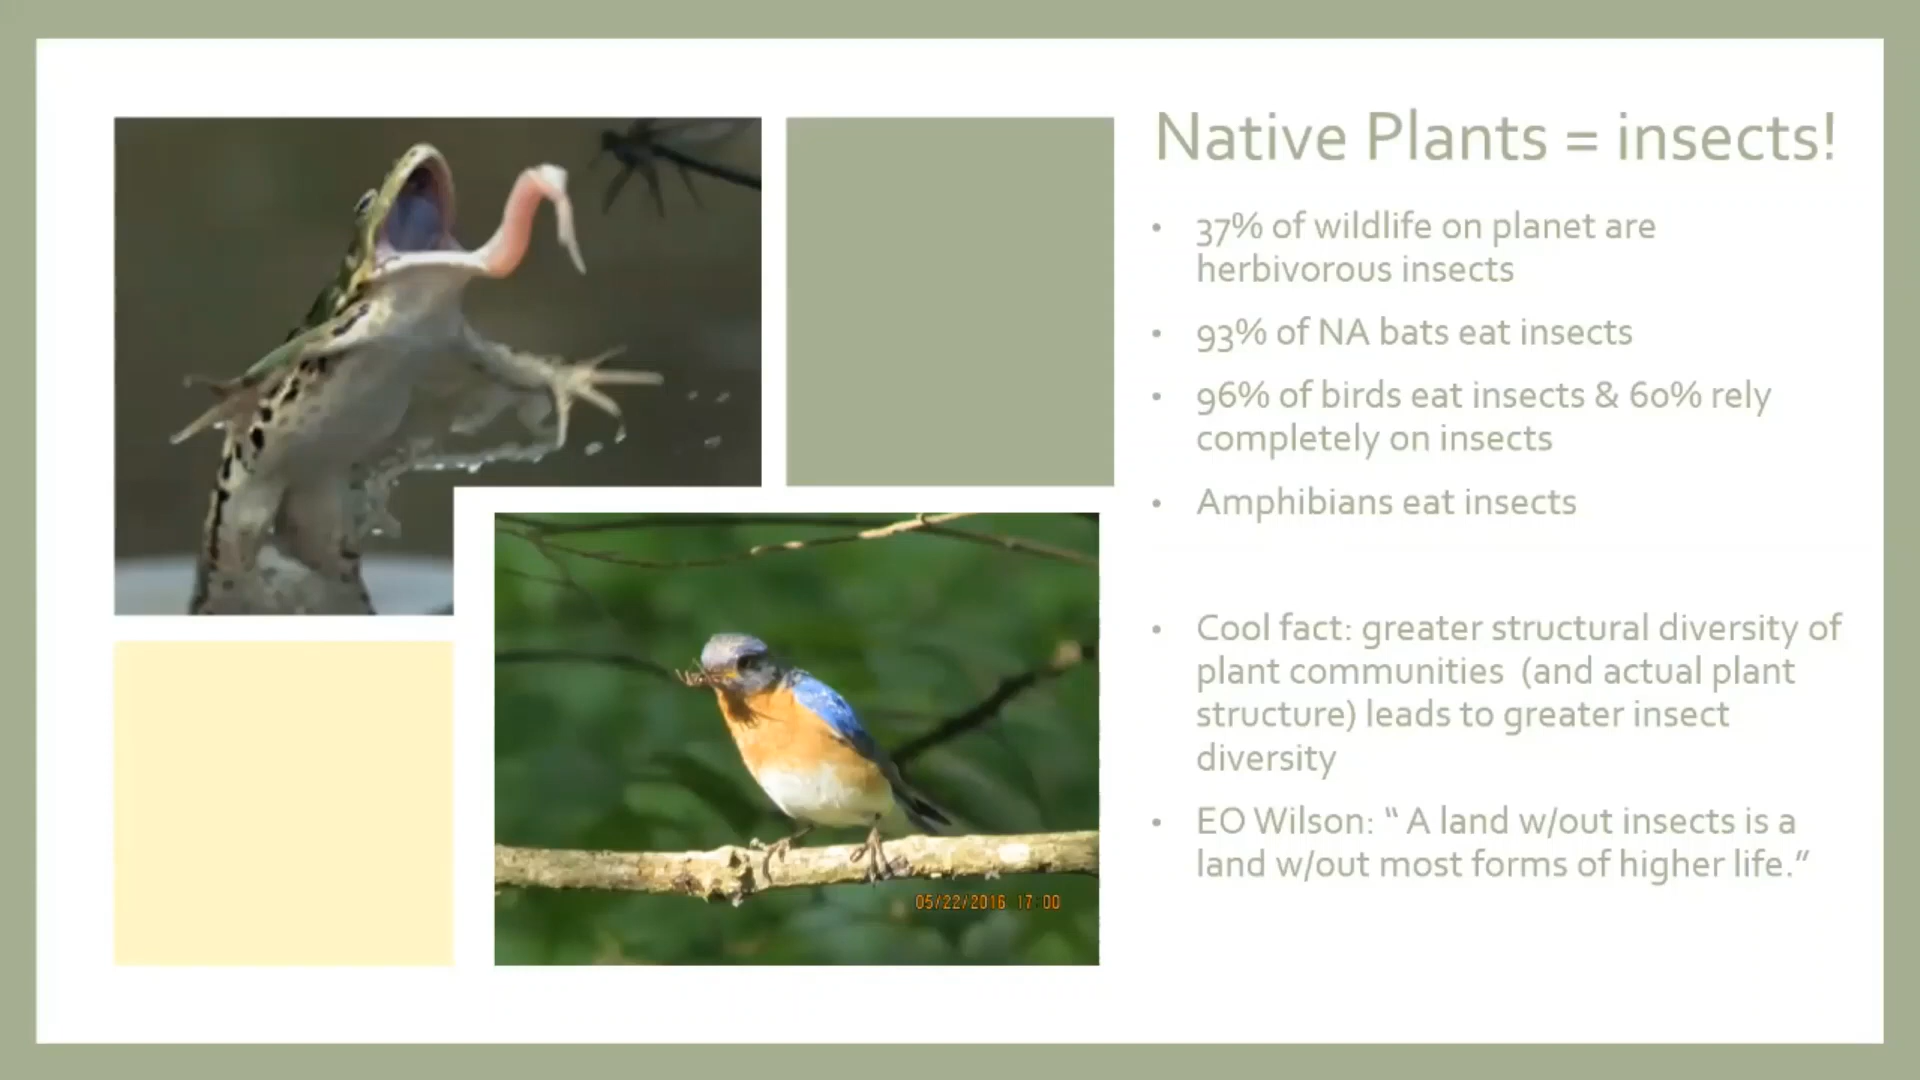 Native Plants = insects!
• 37% of wildlife on planet are
herbivorous insects
• 93% of NA bats eat insects
• 96% of birds eat insects & 60% rely
completely on insects
• Amphibians eat insects
• Cool fact: greater structural diversity of
plant communities (and actual plant
structure) leads to greater insect
diversity
• EO Wilson: “ A land w/out insects is a
land w/out most forms of higher life.”
05/22/2016 17:00